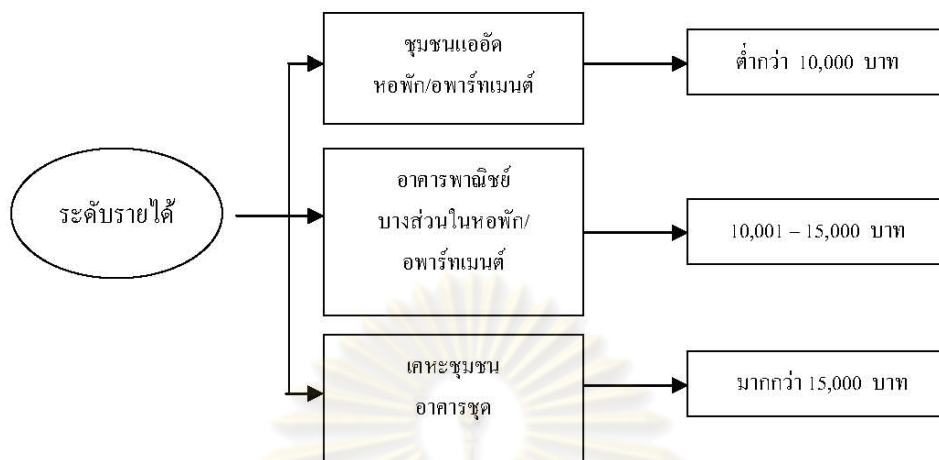 ระดับรายได้
ชุมชนแออัด
หอพัก/อพาร์ทเมนต์
ต่ำกว่า 10,000 บาท
อาคารพาณิชย์
บางส่วนในหอพัก/
อพาร์ทเมนต์
10,001 – 15,000 บาท
เคหะชุมชน
อาคารชุด
มากกว่า 15,000 บาท